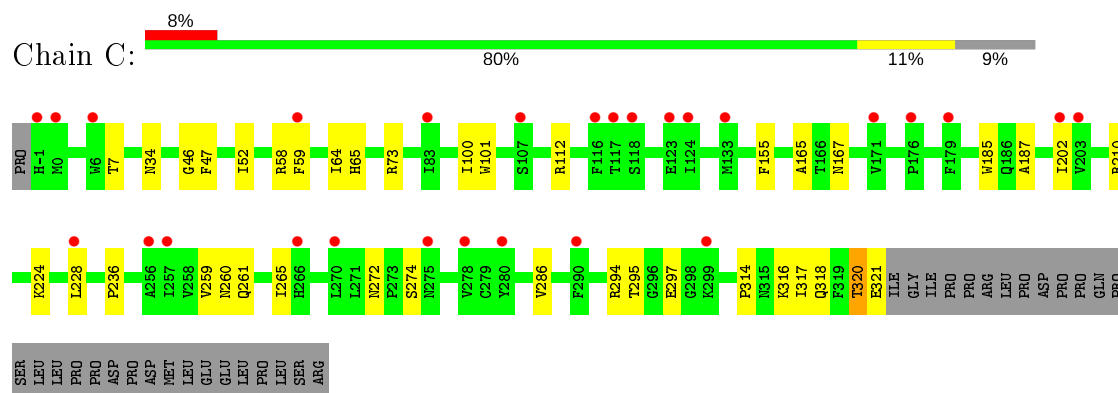 8%
Chain C:
80% 11% 9%
PRO H-1 M0 W6 T7 N34 G46 F47 I52 R58 F59 I64 H65 R73 I83 I100 W101 S107 R112 F116 T117 S118 E123 I124 M133 F155 A165 T166 N167 V171 P176 F179 W185 Q186 A187 I202 V203 R210
K224 L228 P236 A256 I257 V258 V259 N260 Q261 I265 H266 L270 L271 N272 P273 S274 N275 V278 C279 Y280 V286 F290 R294 T295 G296 E297 G298 K299 P314 N315 K316 I317 Q318 F319 T320 E321 ILE GLY ILE PRO PRO ARG LEU PRO ASP PRO PRO GLN PRO
SER LEU LEU PRO PRO ASP PRO ASP MET LEU GLU GLU LEU PRO LEU SER ARG